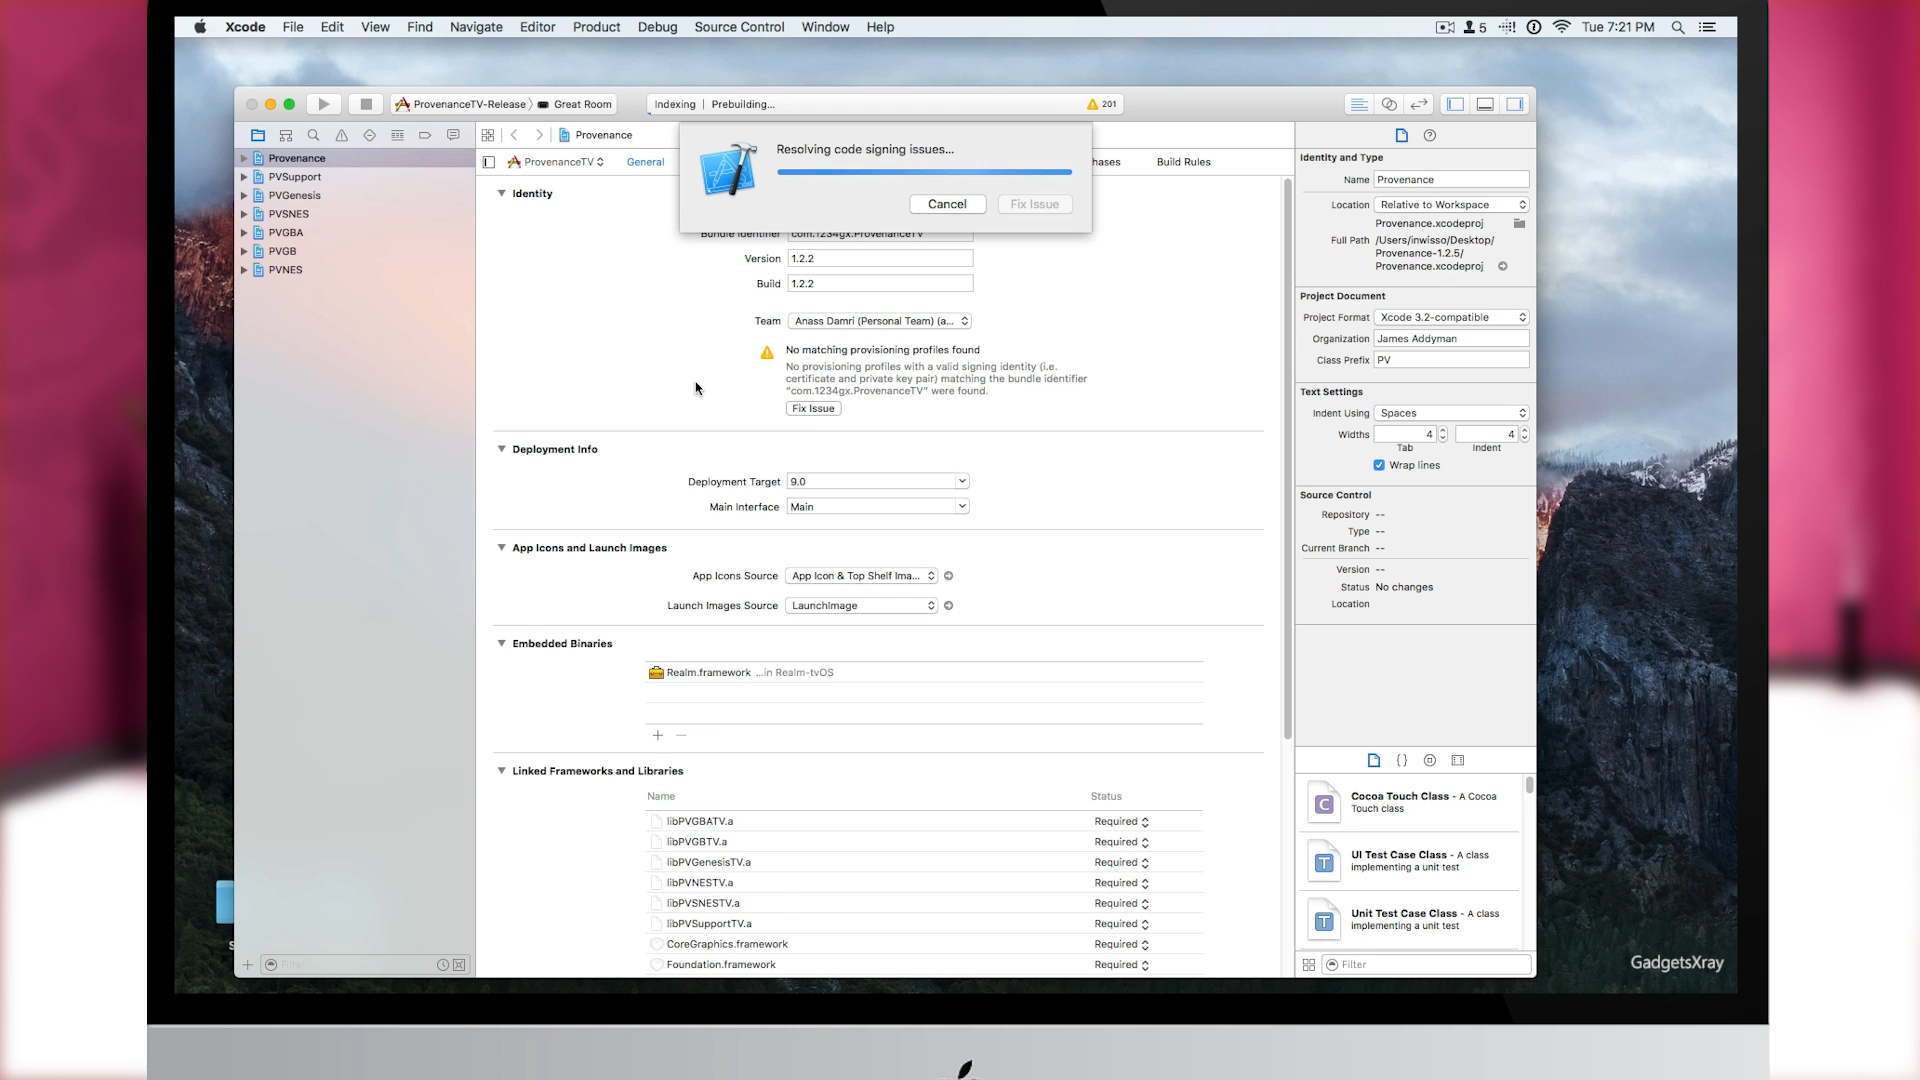 Xcode File Edit View Find Navigate Editor Product Debug Source Control Window Help
5 Tue 7:21 PM
ProvenanceTV-Release Great Room
Indexing | Prebuilding... 201
Provenance
ProvenanceTV General hases Build Rules
Resolving code signing issues...
Cancel Fix Issue
Provenance
PVSupport
PVGenesis
PVSNES
PVGBA
PVGB
PVNES
Filter
Identity
Bundle Identifier com.1234gx.ProvenanceTV
Version 1.2.2
Build 1.2.2
Team Anass Damri (Personal Team) (a...
No matching provisioning profiles found
No provisioning profiles with a valid signing identity (i.e.
certificate and private key pair) matching the bundle identifier
"com.1234gx.ProvenanceTV" were found.
Fix Issue
Deployment Info
Deployment Target 9.0
Main Interface Main
App Icons and Launch Images
App Icons Source App Icon & Top Shelf Ima...
Launch Images Source LaunchImage
Embedded Binaries
Realm.framework ...in Realm-tvOS
Linked Frameworks and Libraries
Name Status
libPVGBATV.a Required
libPVGBTV.a Required
libPVGenesisTV.a Required
libPVNESTV.a Required
libPVSNESTV.a Required
libPVSupportTV.a Required
CoreGraphics.framework Required
Foundation.framework Required
Identity and Type
Name Provenance
Location Relative to Workspace
Provenance.xcodeproj
Full Path /Users/inwisso/Desktop/
Provenance-1.2.5/
Provenance.xcodeproj
Project Document
Project Format Xcode 3.2-compatible
Organization James Addyman
Class Prefix PV
Text Settings
Indent Using Spaces
Widths 4 4
Tab Indent
Wrap lines
Source Control
Repository --
Type --
Current Branch --
Version --
Status No changes
Location
{}
C Cocoa Touch Class - A Cocoa
Touch class
T UI Test Case Class - A class
implementing a unit test
T Unit Test Case Class - A class
implementing a unit test
Filter
GadgetsXray